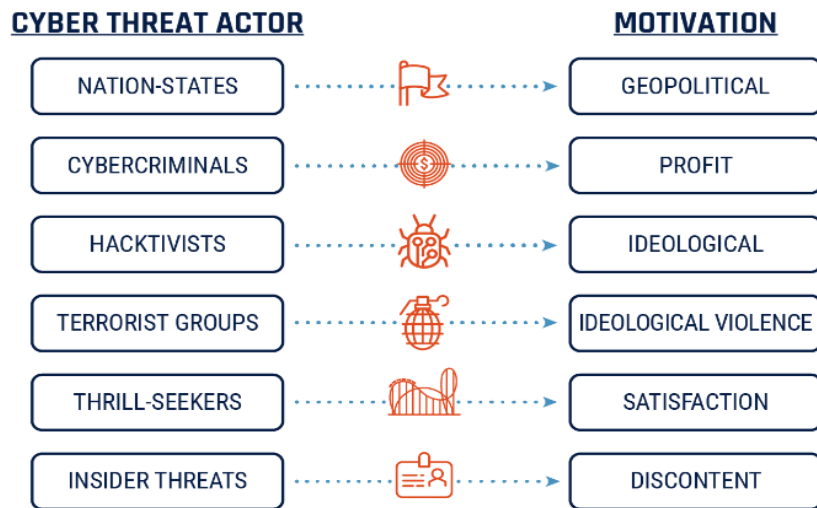 CYBER THREAT ACTOR MOTIVATION
NATION-STATES GEOPOLITICAL
CYBERCRIMINALS $ PROFIT
HACKTIVISTS IDEOLOGICAL
TERRORIST GROUPS IDEOLOGICAL VIOLENCE
THRILL-SEEKERS SATISFACTION
INSIDER THREATS DISCONTENT